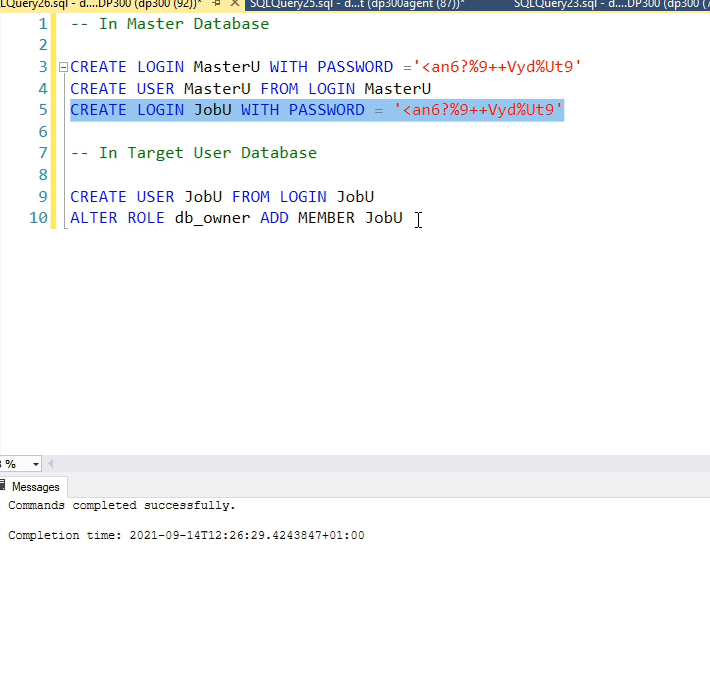 LQuery26.sql - d....DP300 (dp300 (92))* SQLQuery25.sql - d...t (dp300agent (87))* SQLQuery23.sql - d....DP300 (dp300 (7
1 -- In Master Database
2
3 CREATE LOGIN MasterU WITH PASSWORD ='<an6?%9++Vyd%Ut9'
4 CREATE USER MasterU FROM LOGIN MasterU
5 CREATE LOGIN JobU WITH PASSWORD = '<an6?%9++Vyd%Ut9'
6
7 -- In Target User Database
8
9 CREATE USER JobU FROM LOGIN JobU
10 ALTER ROLE db_owner ADD MEMBER JobU
%
Messages
Commands completed successfully.
Completion time: 2021-09-14T12:26:29.4243847+01:00